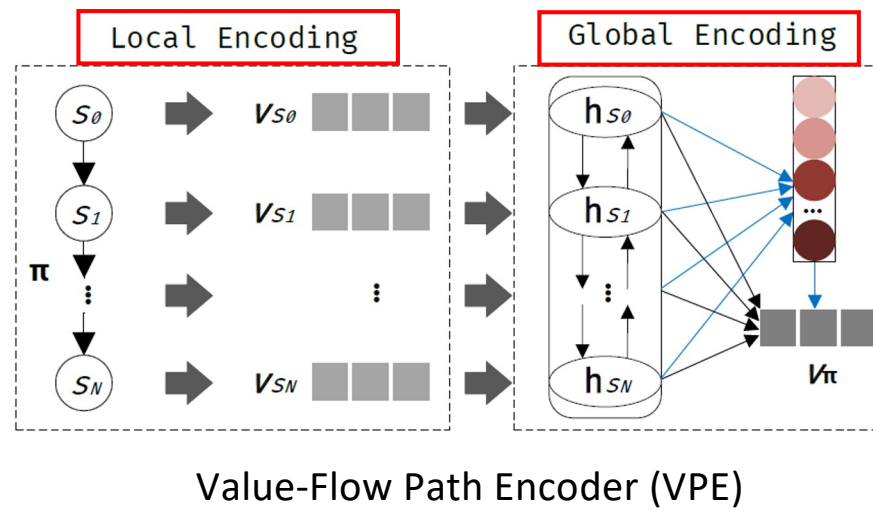 Local Encoding
Global Encoding
S0
VS0
hS0
S1
VS1
hS1
π
...
...
...
...
SN
VSN
hSN
Vπ
Value-Flow Path Encoder (VPE)